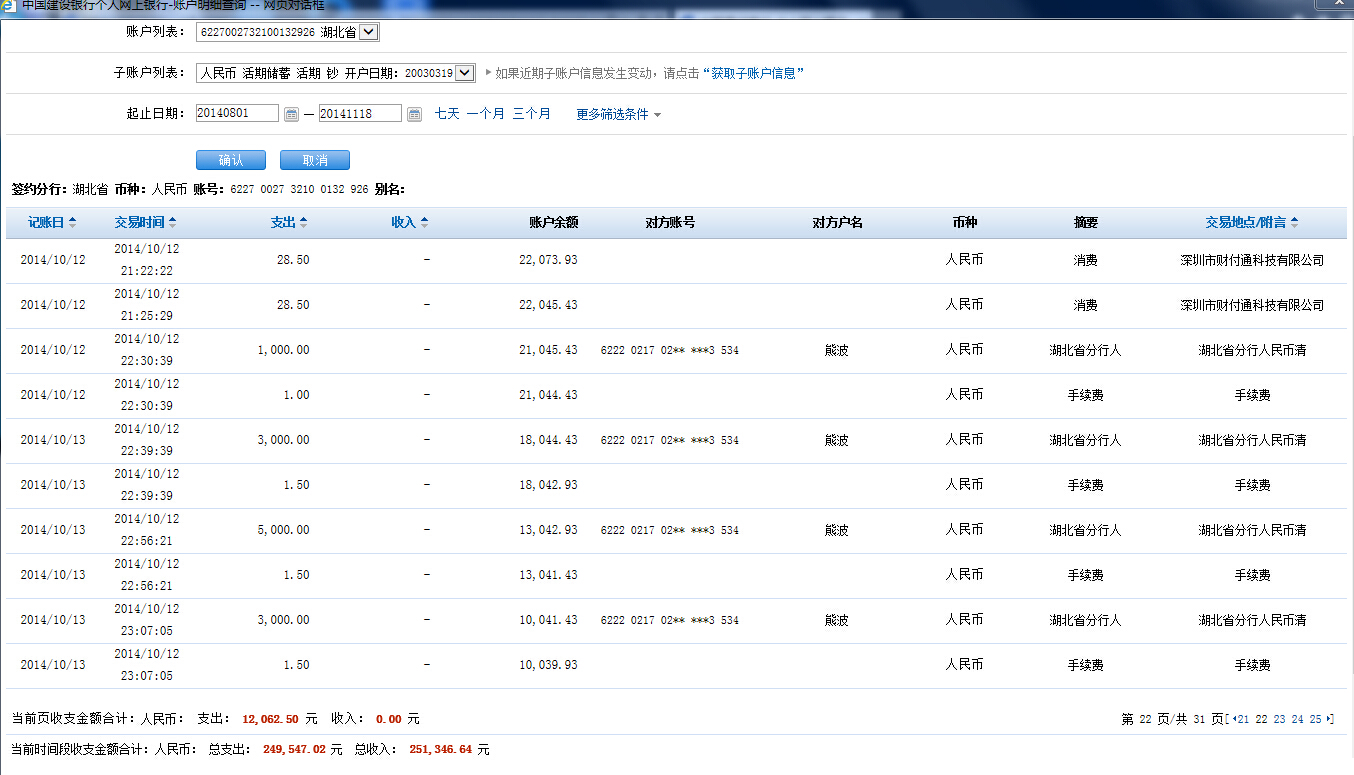 中国建设银行个人网上银行-账户明细查询 -- 网页对话框
账户列表： 6227002732100132926 湖北省
子账户列表： 人民币 活期储蓄 活期 钞 开户日期：20030319 如果近期子账户信息发生变动，请点击“获取子账户信息”
起止日期： 20140801 — 20141118 七天 一个月 三个月 更多筛选条件
确认 取消
签约分行：湖北省 币种：人民币 账号：6227 0027 3210 0132 926 别名：
记账日 交易时间 支出 收入 账户余额 对方账号 对方户名 币种 摘要 交易地点/附言
2014/10/12 2014/10/12 21:22:22 28.50 - 22,073.93 人民币 消费 深圳市财付通科技有限公司
2014/10/12 2014/10/12 21:25:29 28.50 - 22,045.43 人民币 消费 深圳市财付通科技有限公司
2014/10/12 2014/10/12 22:30:39 1,000.00 - 21,045.43 6222 0217 02** ***3 534 熊波 人民币 湖北省分行人 湖北省分行人民币清
2014/10/12 2014/10/12 22:30:39 1.00 - 21,044.43 人民币 手续费 手续费
2014/10/13 2014/10/12 22:39:39 3,000.00 - 18,044.43 6222 0217 02** ***3 534 熊波 人民币 湖北省分行人 湖北省分行人民币清
2014/10/13 2014/10/12 22:39:39 1.50 - 18,042.93 人民币 手续费 手续费
2014/10/13 2014/10/12 22:56:21 5,000.00 - 13,042.93 6222 0217 02** ***3 534 熊波 人民币 湖北省分行人 湖北省分行人民币清
2014/10/13 2014/10/12 22:56:21 1.50 - 13,041.43 人民币 手续费 手续费
2014/10/13 2014/10/12 23:07:05 3,000.00 - 10,041.43 6222 0217 02** ***3 534 熊波 人民币 湖北省分行人 湖北省分行人民币清
2014/10/13 2014/10/12 23:07:05 1.50 - 10,039.93 人民币 手续费 手续费
当前页收支金额合计：人民币： 支出： 12,062.50 元 收入： 0.00 元 第 22 页/共 31 页[21 22 23 24 25]
当前时间段收支金额合计：人民币： 总支出： 249,547.02 元 总收入： 251,346.64 元